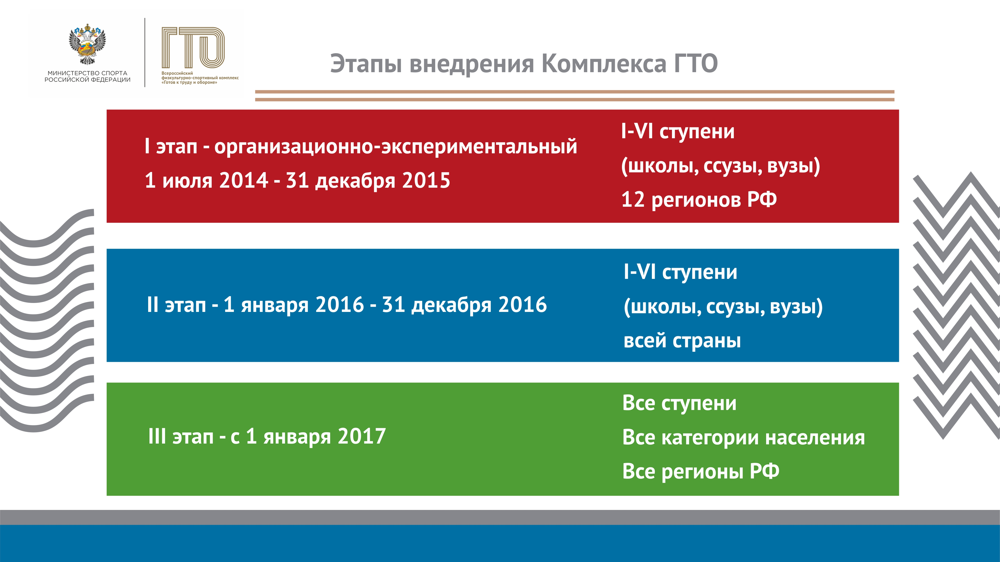 МИНИСТЕРСТВО СПОРТА
РОССИЙСКОЙ ФЕДЕРАЦИИ
ГТО
Всероссийский
физкультурно-спортивный комплекс
«Готов к труду и обороне»
Этапы внедрения Комплекса ГТО
I этап - организационно-экспериментальный
1 июля 2014 - 31 декабря 2015
I-VI ступени
(школы, ссузы, вузы)
12 регионов РФ
II этап - 1 января 2016 - 31 декабря 2016
I-VI ступени
(школы, ссузы, вузы)
всей страны
III этап - с 1 января 2017
Все ступени
Все категории населения
Все регионы РФ